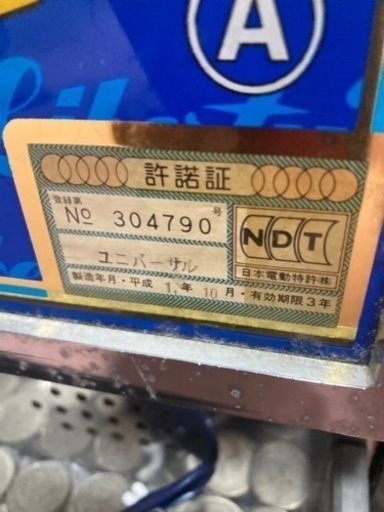 A
許諾証
登録第
№ 304790 号
NDT
ユニバーサル
日本電動特許㈱
製造年月・平成 1. 年 10 月・有効期限3年